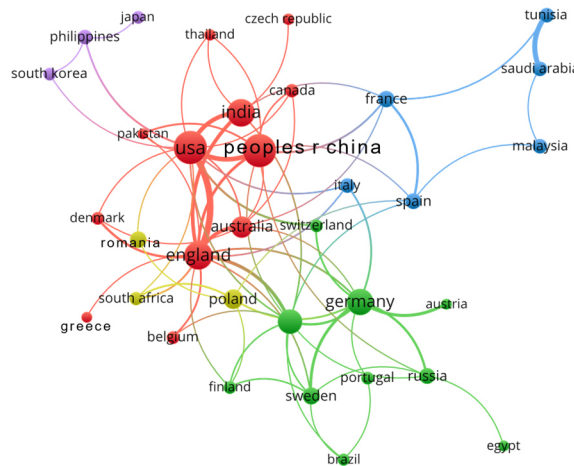 japan
tunisia
czech republic
philippines
thailand
saudi arabia
south korea
canada
france
india
pakistan
usa
peoples r china
malaysia
italy
spain
denmark
australia
switzerland
romania
england
south africa
poland
germany
austria
greece
belgium
finland
portugal
russia
sweden
egypt
brazil